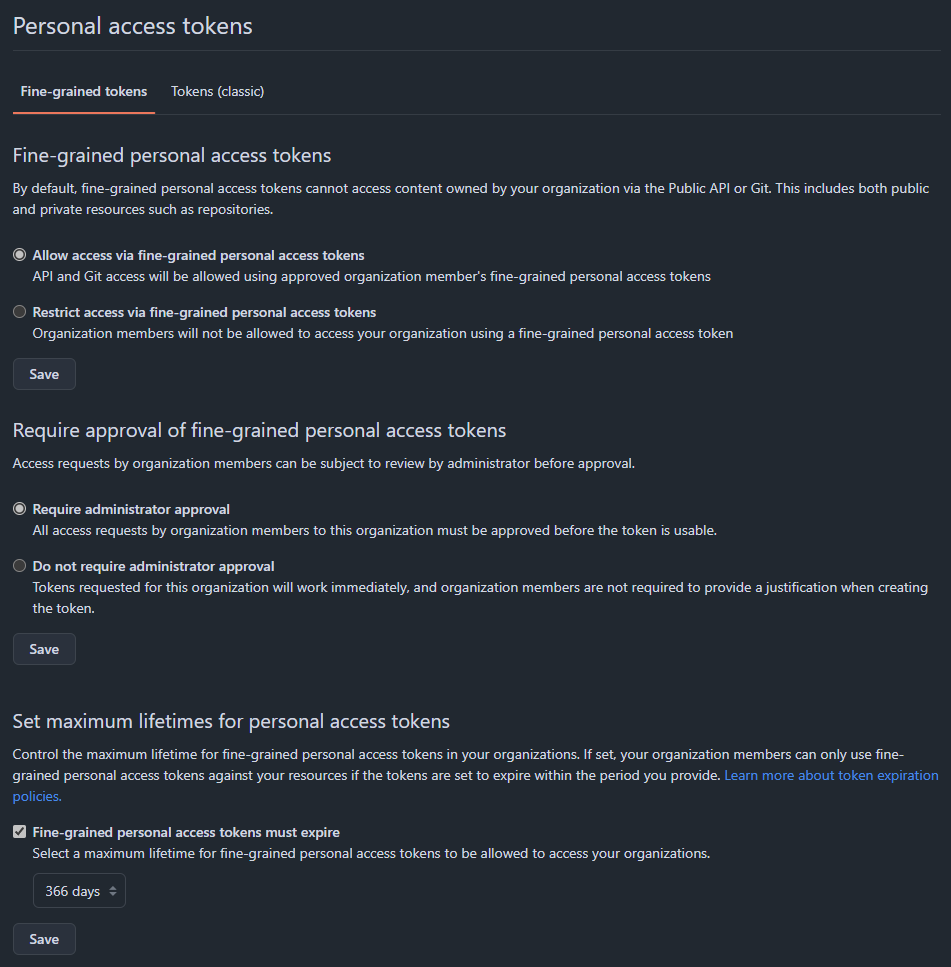 Personal access tokens
Fine-grained tokens
Tokens (classic)
Fine-grained personal access tokens
By default, fine-grained personal access tokens cannot access content owned by your organization via the Public API or Git. This includes both public
and private resources such as repositories.
Allow access via fine-grained personal access tokens
API and Git access will be allowed using approved organization member's fine-grained personal access tokens
Restrict access via fine-grained personal access tokens
Organization members will not be allowed to access your organization using a fine-grained personal access token
Save
Require approval of fine-grained personal access tokens
Access requests by organization members can be subject to review by administrator before approval.
Require administrator approval
All access requests by organization members to this organization must be approved before the token is usable.
Do not require administrator approval
Tokens requested for this organization will work immediately, and organization members are not required to provide a justification when creating
the token.
Save
Set maximum lifetimes for personal access tokens
Control the maximum lifetime for fine-grained personal access tokens in your organizations. If set, your organization members can only use fine-
grained personal access tokens against your resources if the tokens are set to expire within the period you provide. Learn more about token expiration
policies.
Fine-grained personal access tokens must expire
Select a maximum lifetime for fine-grained personal access tokens to be allowed to access your organizations.
366 days
Save